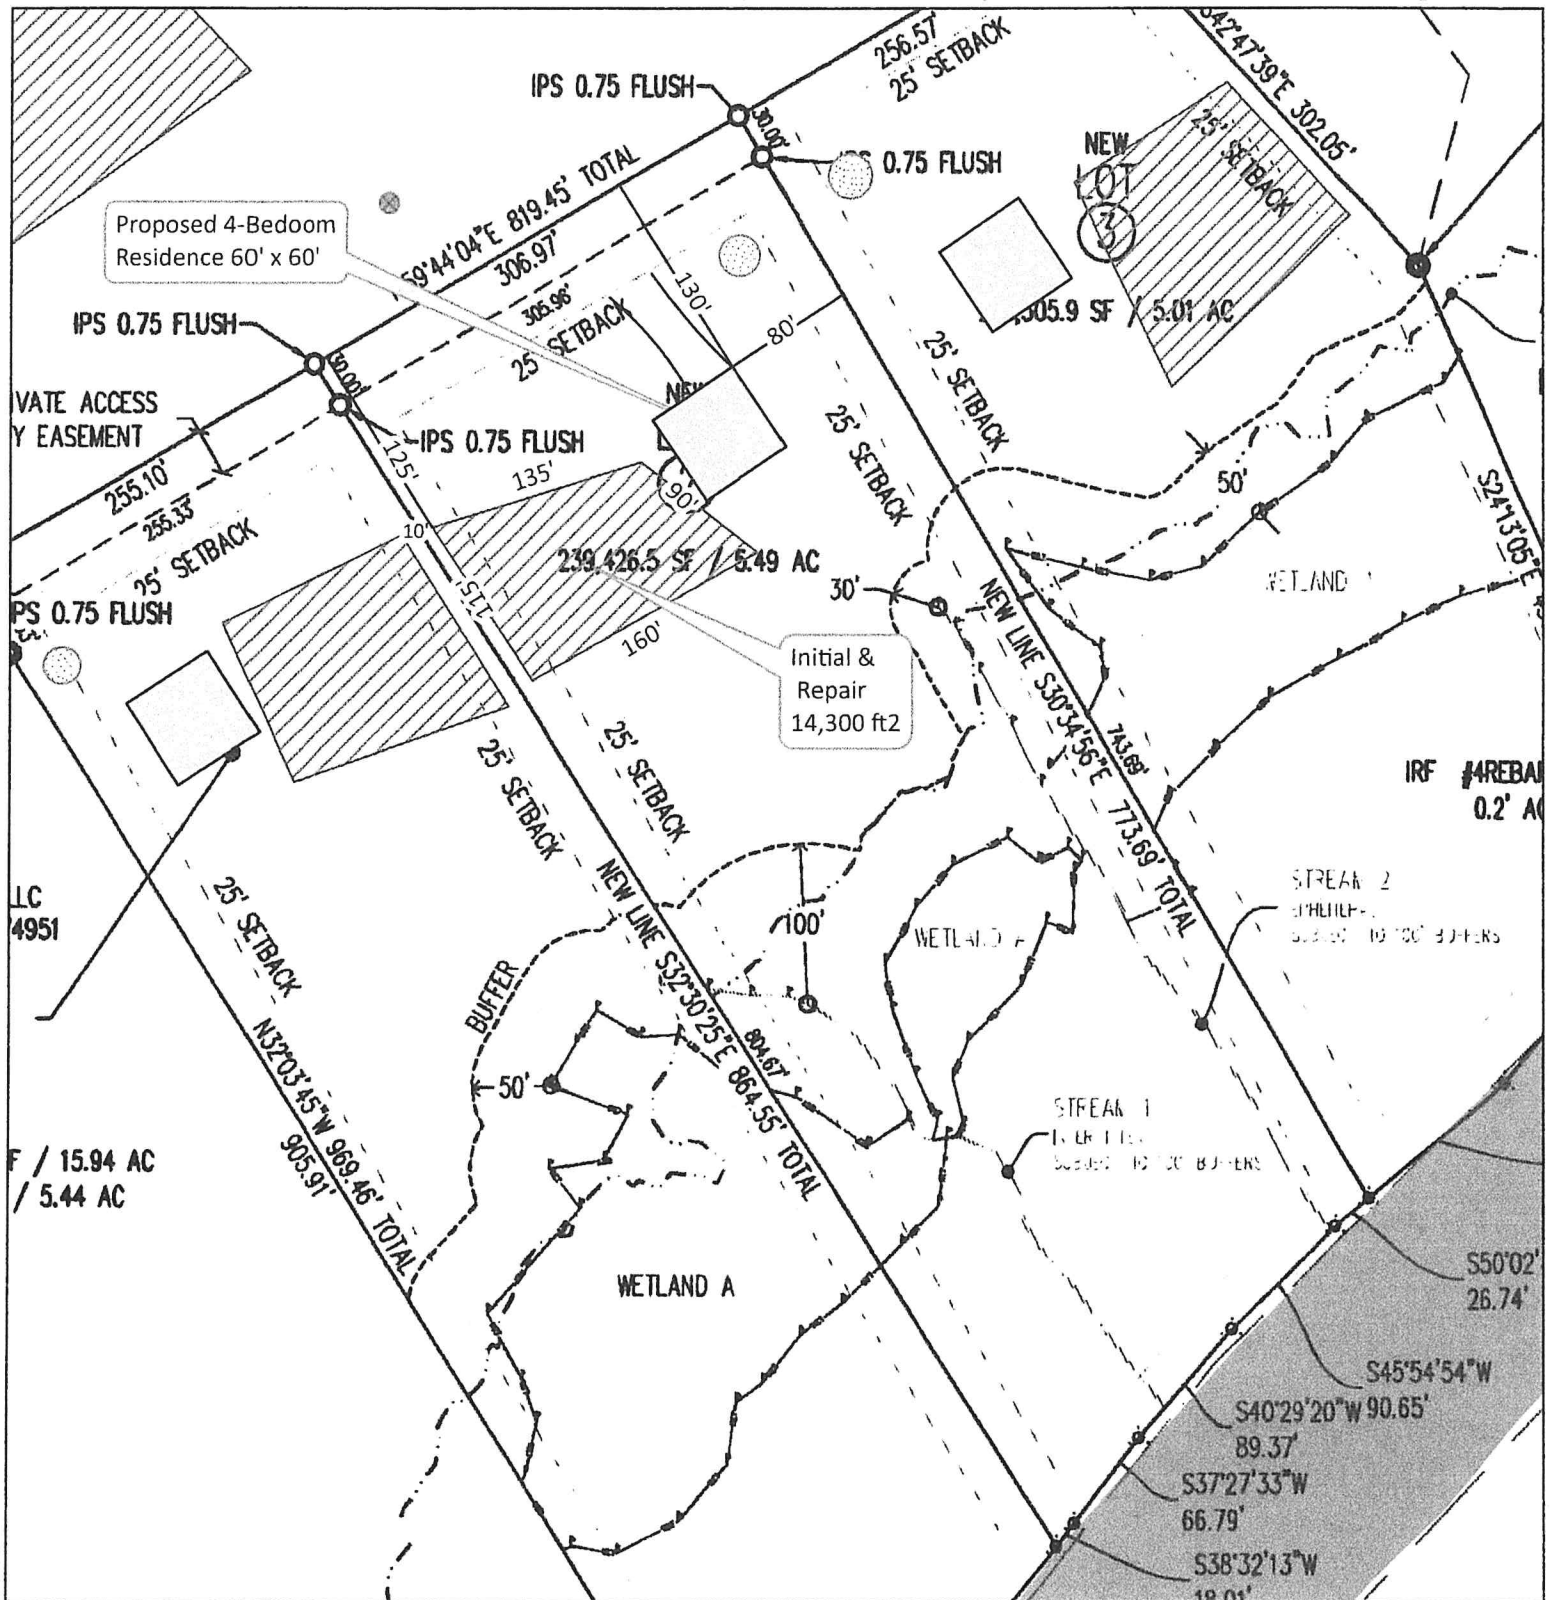 256.57'
25' SETBACK
S42°47'39"E 302.05'
IPS 0.75 FLUSH
30.00'
0.75 FLUSH
NEW
LOT
3
25' SETBACK
Proposed 4-Bedoom
Residence 60' x 60'
59°44'04"E 819.45' TOTAL
306.97'
305.96'
25' SETBACK
130'
80'
,305.9 SF / 5.01 AC
IPS 0.75 FLUSH
30.00'
VATE ACCESS
Y EASEMENT
IPS 0.75 FLUSH
125'
135'
90'
25' SETBACK
25' SETBACK
50'
S24°13'05"E
255.10'
255.33'
25' SETBACK
10'
239,426.5 SF / 5.49 AC
30'
WETLAND
PS 0.75 FLUSH
115'
160'
Initial &
Repair
14,300 ft2
NEW LINE S30°34'56"E 773.69' TOTAL
743.69'
25' SETBACK
25' SETBACK
IRF #4REBAR
0.2'
25' SETBACK
LLC
4951
NEW LINE S32°30'25"E 864.55' TOTAL
804.67'
100'
WETLAND A
STREAM 2
BUFFER
50'
N32°03'45"W 969.46' TOTAL
905.91'
STREAM 1
F / 15.94 AC
/ 5.44 AC
WETLAND A
S50°02'
26.74'
S45°54'54"W
90.65'
S40°29'20"W
89.37'
S37°27'33"W
66.79'
S38°32'13"W
18.01'